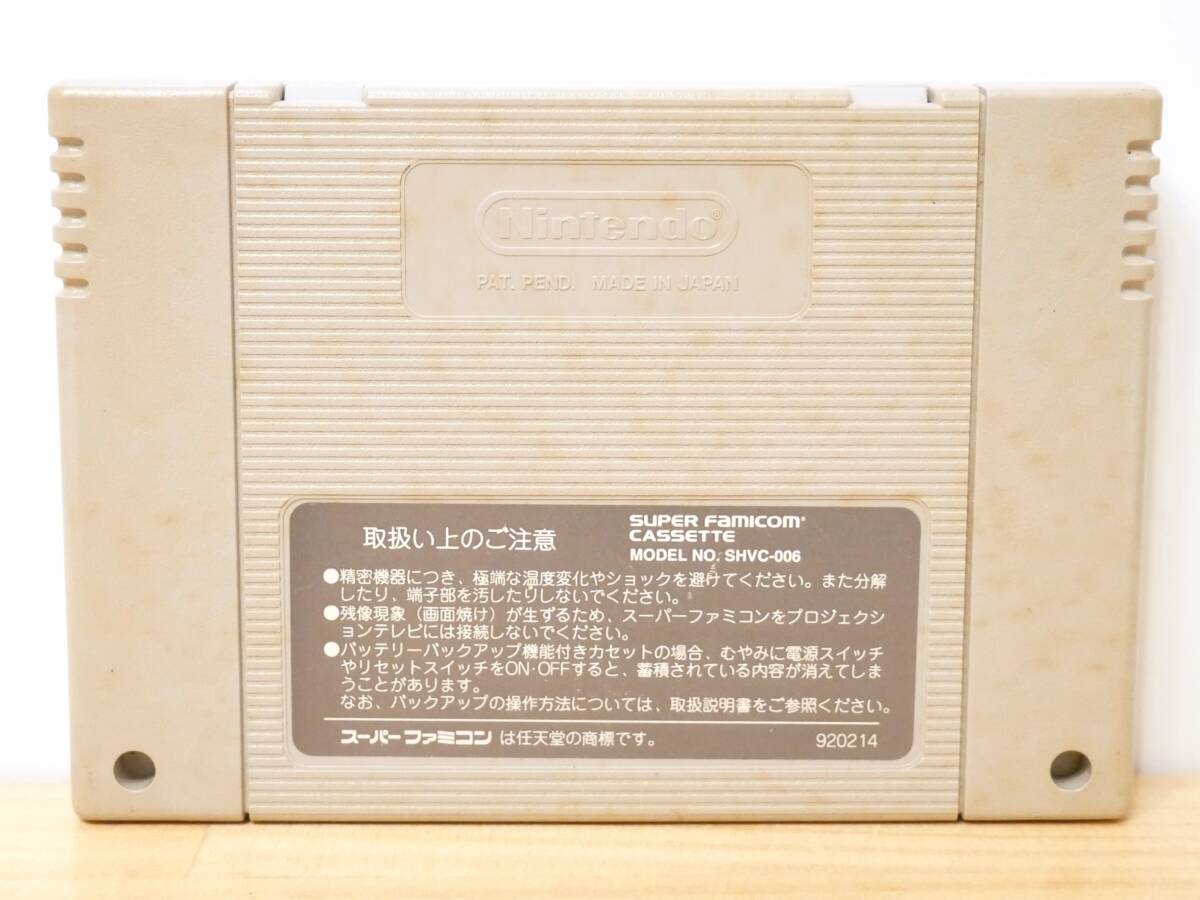 Nintendo®
PAT. PEND. MADE IN JAPAN
取扱い上のご注意
SUPER FAMICOM
CASSETTE
MODEL NO. SHVC-006
●精密機器につき、極端な温度変化やショックを避けてください。また分解
したり、端子部を汚したりしないでください。
●残像現象（画面焼け）が生ずるため、スーパーファミコンをプロジェクシ
ョンテレビには接続しないでください。
●バッテリーバックアップ機能付きカセットの場合、むやみに電源スイッチ
やリセットスイッチをON・OFFすると、蓄積されている内容が消えてしま
うことがあります。
なお、バックアップの操作方法については、取扱説明書をご参照ください。
スーパーファミコン は任天堂の商標です。
920214